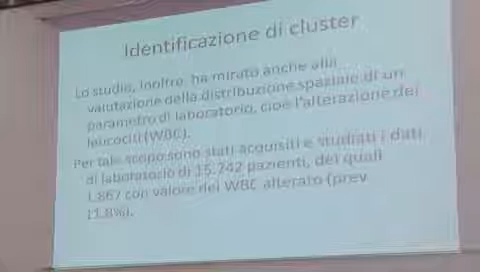 Identificazione di cluster
Lo studio, inoltre, ha mirato anche alla
valutazione della distribuzione spaziale di un
parametro di laboratorio, cioè l'alterazione dei
leucociti (WBC).
Per tale scopo sono stati acquisiti e studiati i dati
di laboratorio di 15.742 pazienti, dei quali
1.867 con valore dei WBC alterato (prev
11.8%).